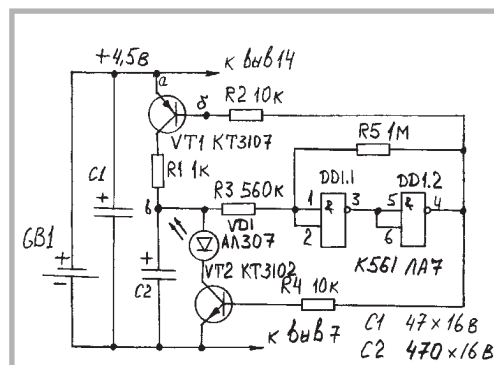 +4,5в
к выв 14
а
б
R2 10к
VT1 КТ3107
R5 1М
R1 1к
DD1.1
DD1.2
C1
+
в
R3 560к
1
&
3
5
&
4
2
6
VD1
АЛ307
К561 ЛА7
GB1
+
-
+
C2
VT2 КТ3102
R4 10к
к выв 7
C1 47×16в
C2 470×16в